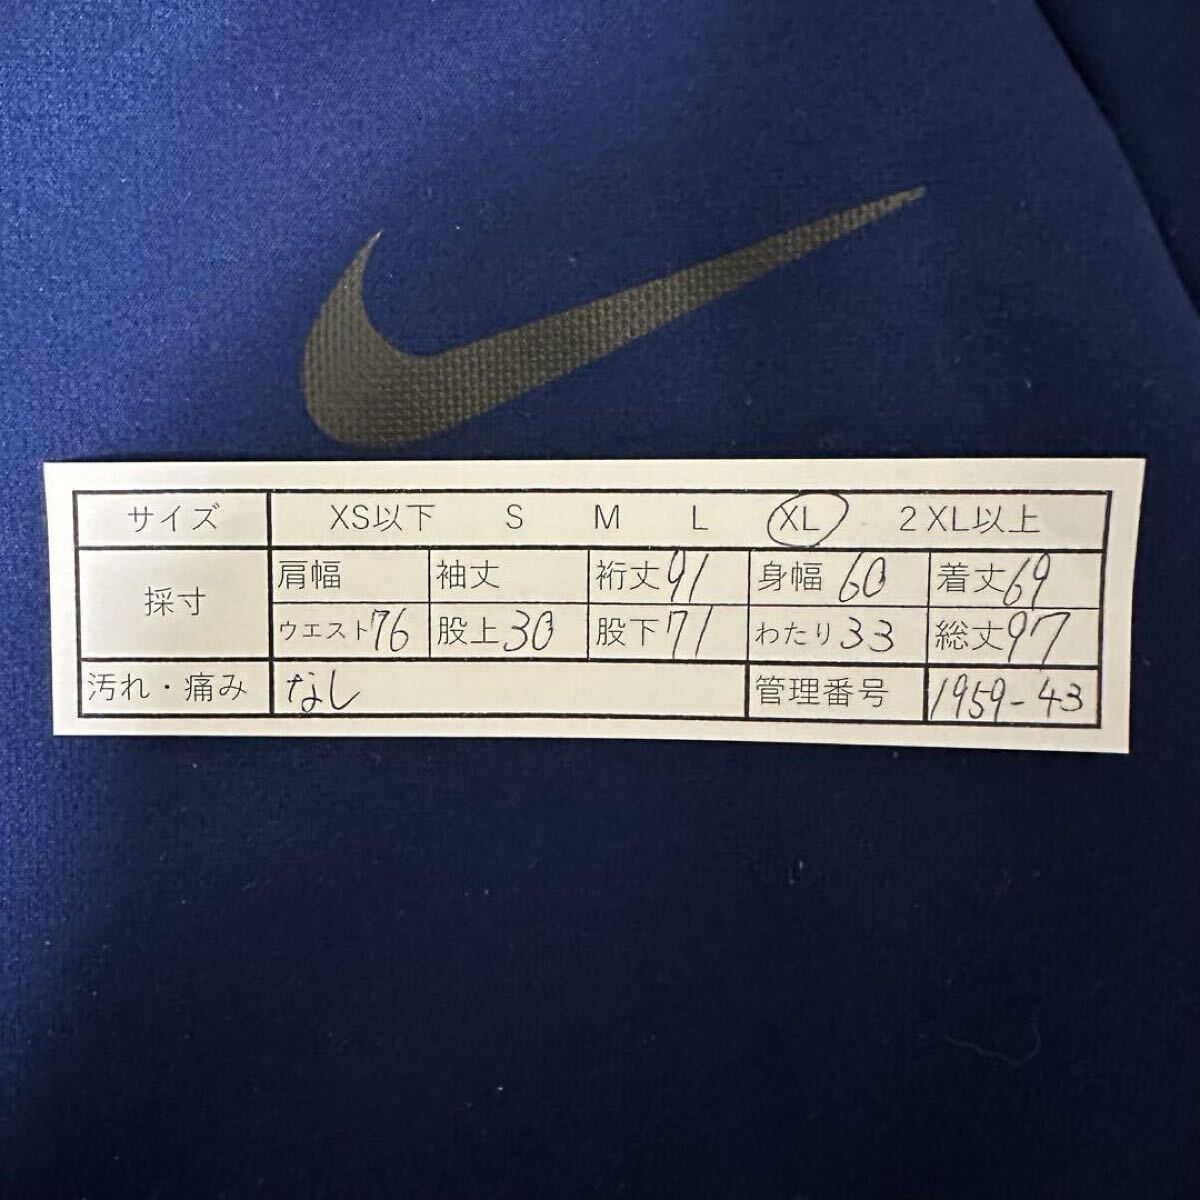 サイズ XS以下 S M L XL 2XL以上
採寸 肩幅 袖丈 裄丈91 身幅60 着丈69
ウエスト76 股上30 股下71 わたり33 総丈97
汚れ・痛み なし 管理番号 1959-43